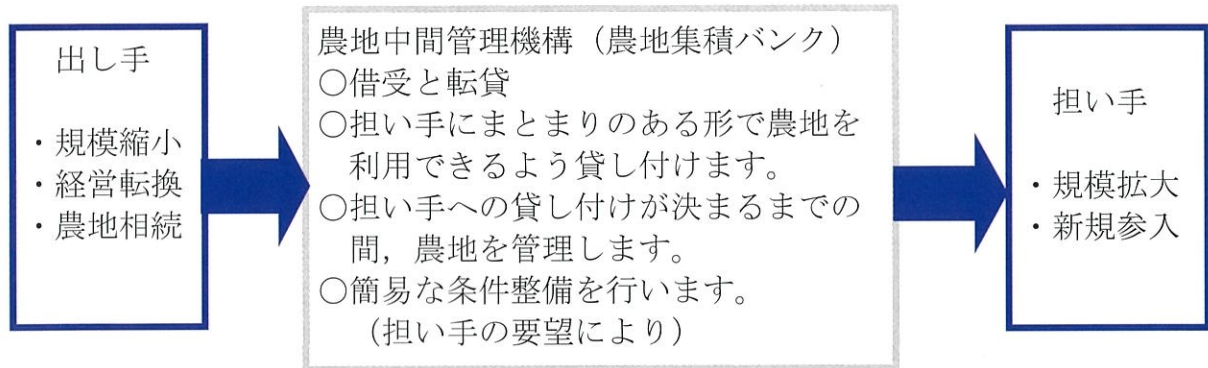 出し手
・規模縮小
・経営転換
・農地相続
農地中間管理機構（農地集積バンク）
○借受と転貸
○担い手にまとまりのある形で農地を
利用できるよう貸し付けます。
○担い手への貸し付けが決まるまでの
間，農地を管理します。
○簡易な条件整備を行います。
（担い手の要望により）
担い手
・規模拡大
・新規参入